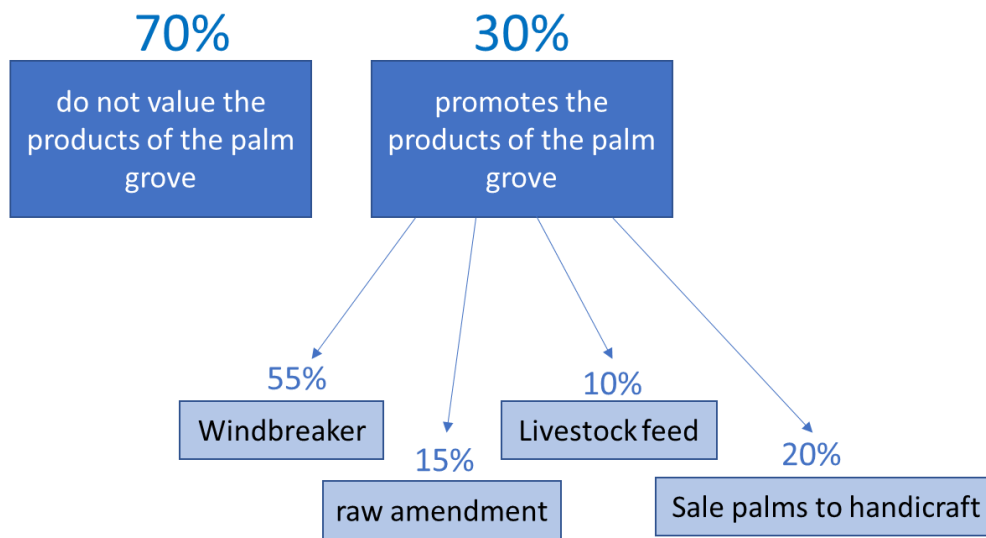 70%
do not value the
products of the palm
grove
30%
promotes the
products of the palm
grove
55%
Windbreaker
15%
raw amendment
10%
Livestock feed
20%
Sale palms to handicraft